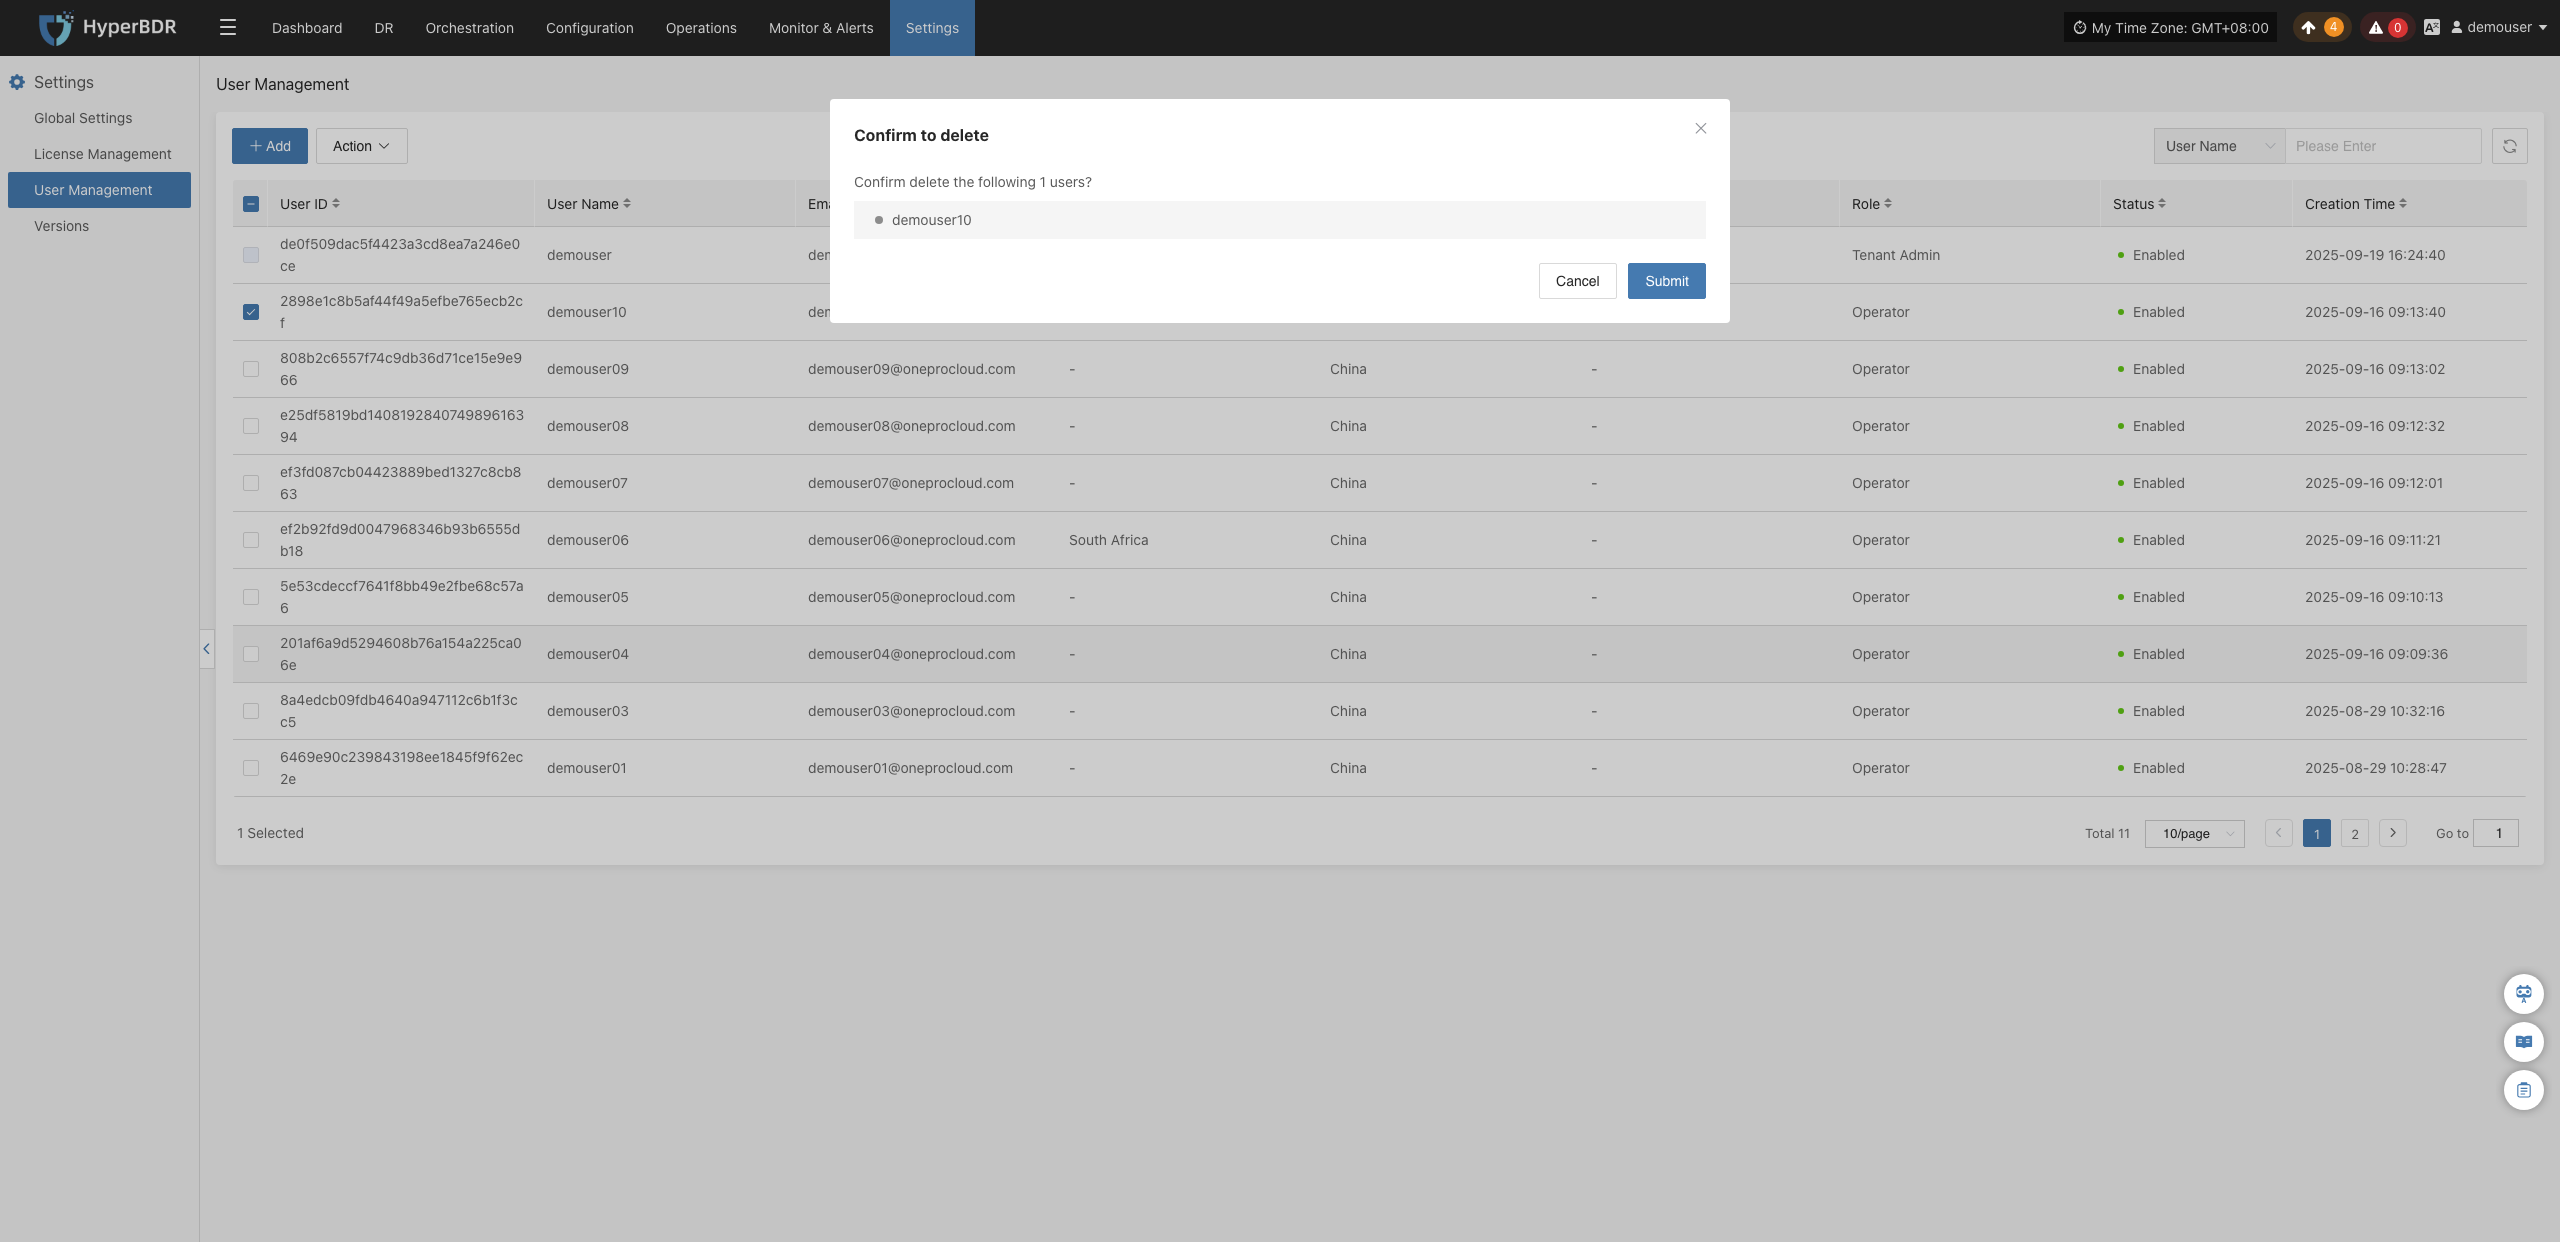 HyperBDR
Dashboard
DR
Orchestration
Configuration
Operations
Monitor & Alerts
Settings
My Time Zone: GMT+08:00
4
0
demouser
Settings
Global Settings
License Management
User Management
Versions
User Management
Add
Action
User Name
Please Enter
Confirm to delete
Confirm delete the following 1 users?
demouser10
Cancel
Submit
User ID
User Name
Ema
Role
Status
Creation Time
de0f509dac5f4423a3cd8ea7a246e0
ce
demouser
den
Tenant Admin
Enabled
2025-09-19 16:24:40
2898e1c8b5af44f49a5efbe765ecb2c
f
demouser10
den
Operator
Enabled
2025-09-16 09:13:40
808b2c6557f74c9db36d71ce15e9e9
66
demouser09
demouser09@oneprocloud.com
-
China
-
Operator
Enabled
2025-09-16 09:13:02
e25df5819bd1408192840749896163
94
demouser08
demouser08@oneprocloud.com
-
China
-
Operator
Enabled
2025-09-16 09:12:32
ef3fd087cb04423889bed1327c8cb8
63
demouser07
demouser07@oneprocloud.com
-
China
-
Operator
Enabled
2025-09-16 09:12:01
ef2b92fd9d0047968346b93b6555d
b18
demouser06
demouser06@oneprocloud.com
South Africa
China
-
Operator
Enabled
2025-09-16 09:11:21
5e53cdeccf7641f8bb49e2fbe68c57a
6
demouser05
demouser05@oneprocloud.com
-
China
-
Operator
Enabled
2025-09-16 09:10:13
201af6a9d5294608b76a154a225ca0
6e
demouser04
demouser04@oneprocloud.com
-
China
-
Operator
Enabled
2025-09-16 09:09:36
8a4edcb09fdb4640a947112c6b1f3c
c5
demouser03
demouser03@oneprocloud.com
-
China
-
Operator
Enabled
2025-08-29 10:32:16
6469e90c239843198ee1845f9f62ec
2e
demouser01
demouser01@oneprocloud.com
-
China
-
Operator
Enabled
2025-08-29 10:28:47
1 Selected
Total 11
10/page
1
2
Go to
1